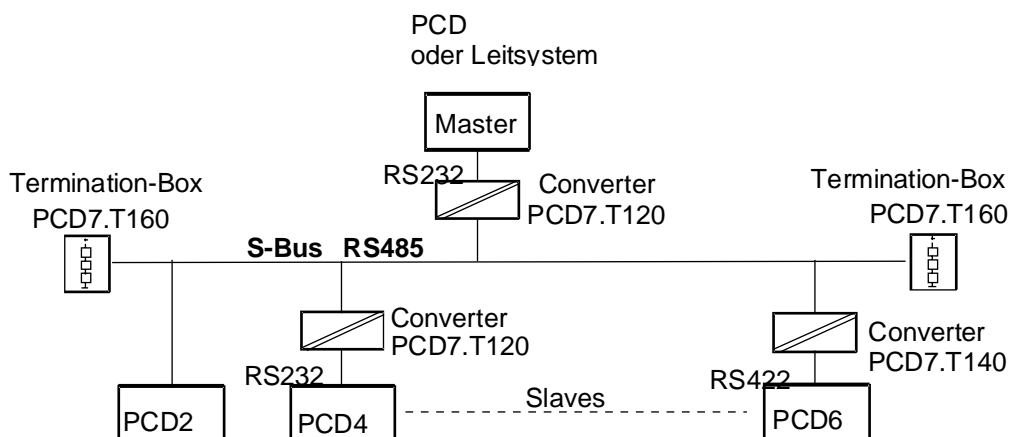 PCD
oder Leitsystem
Master
RS232
Converter
PCD7.T120
Termination-Box
PCD7.T160
Termination-Box
PCD7.T160
S-Bus RS485
Converter
PCD7.T120
Converter
PCD7.T140
RS232
RS422
Slaves
PCD2
PCD4
PCD6